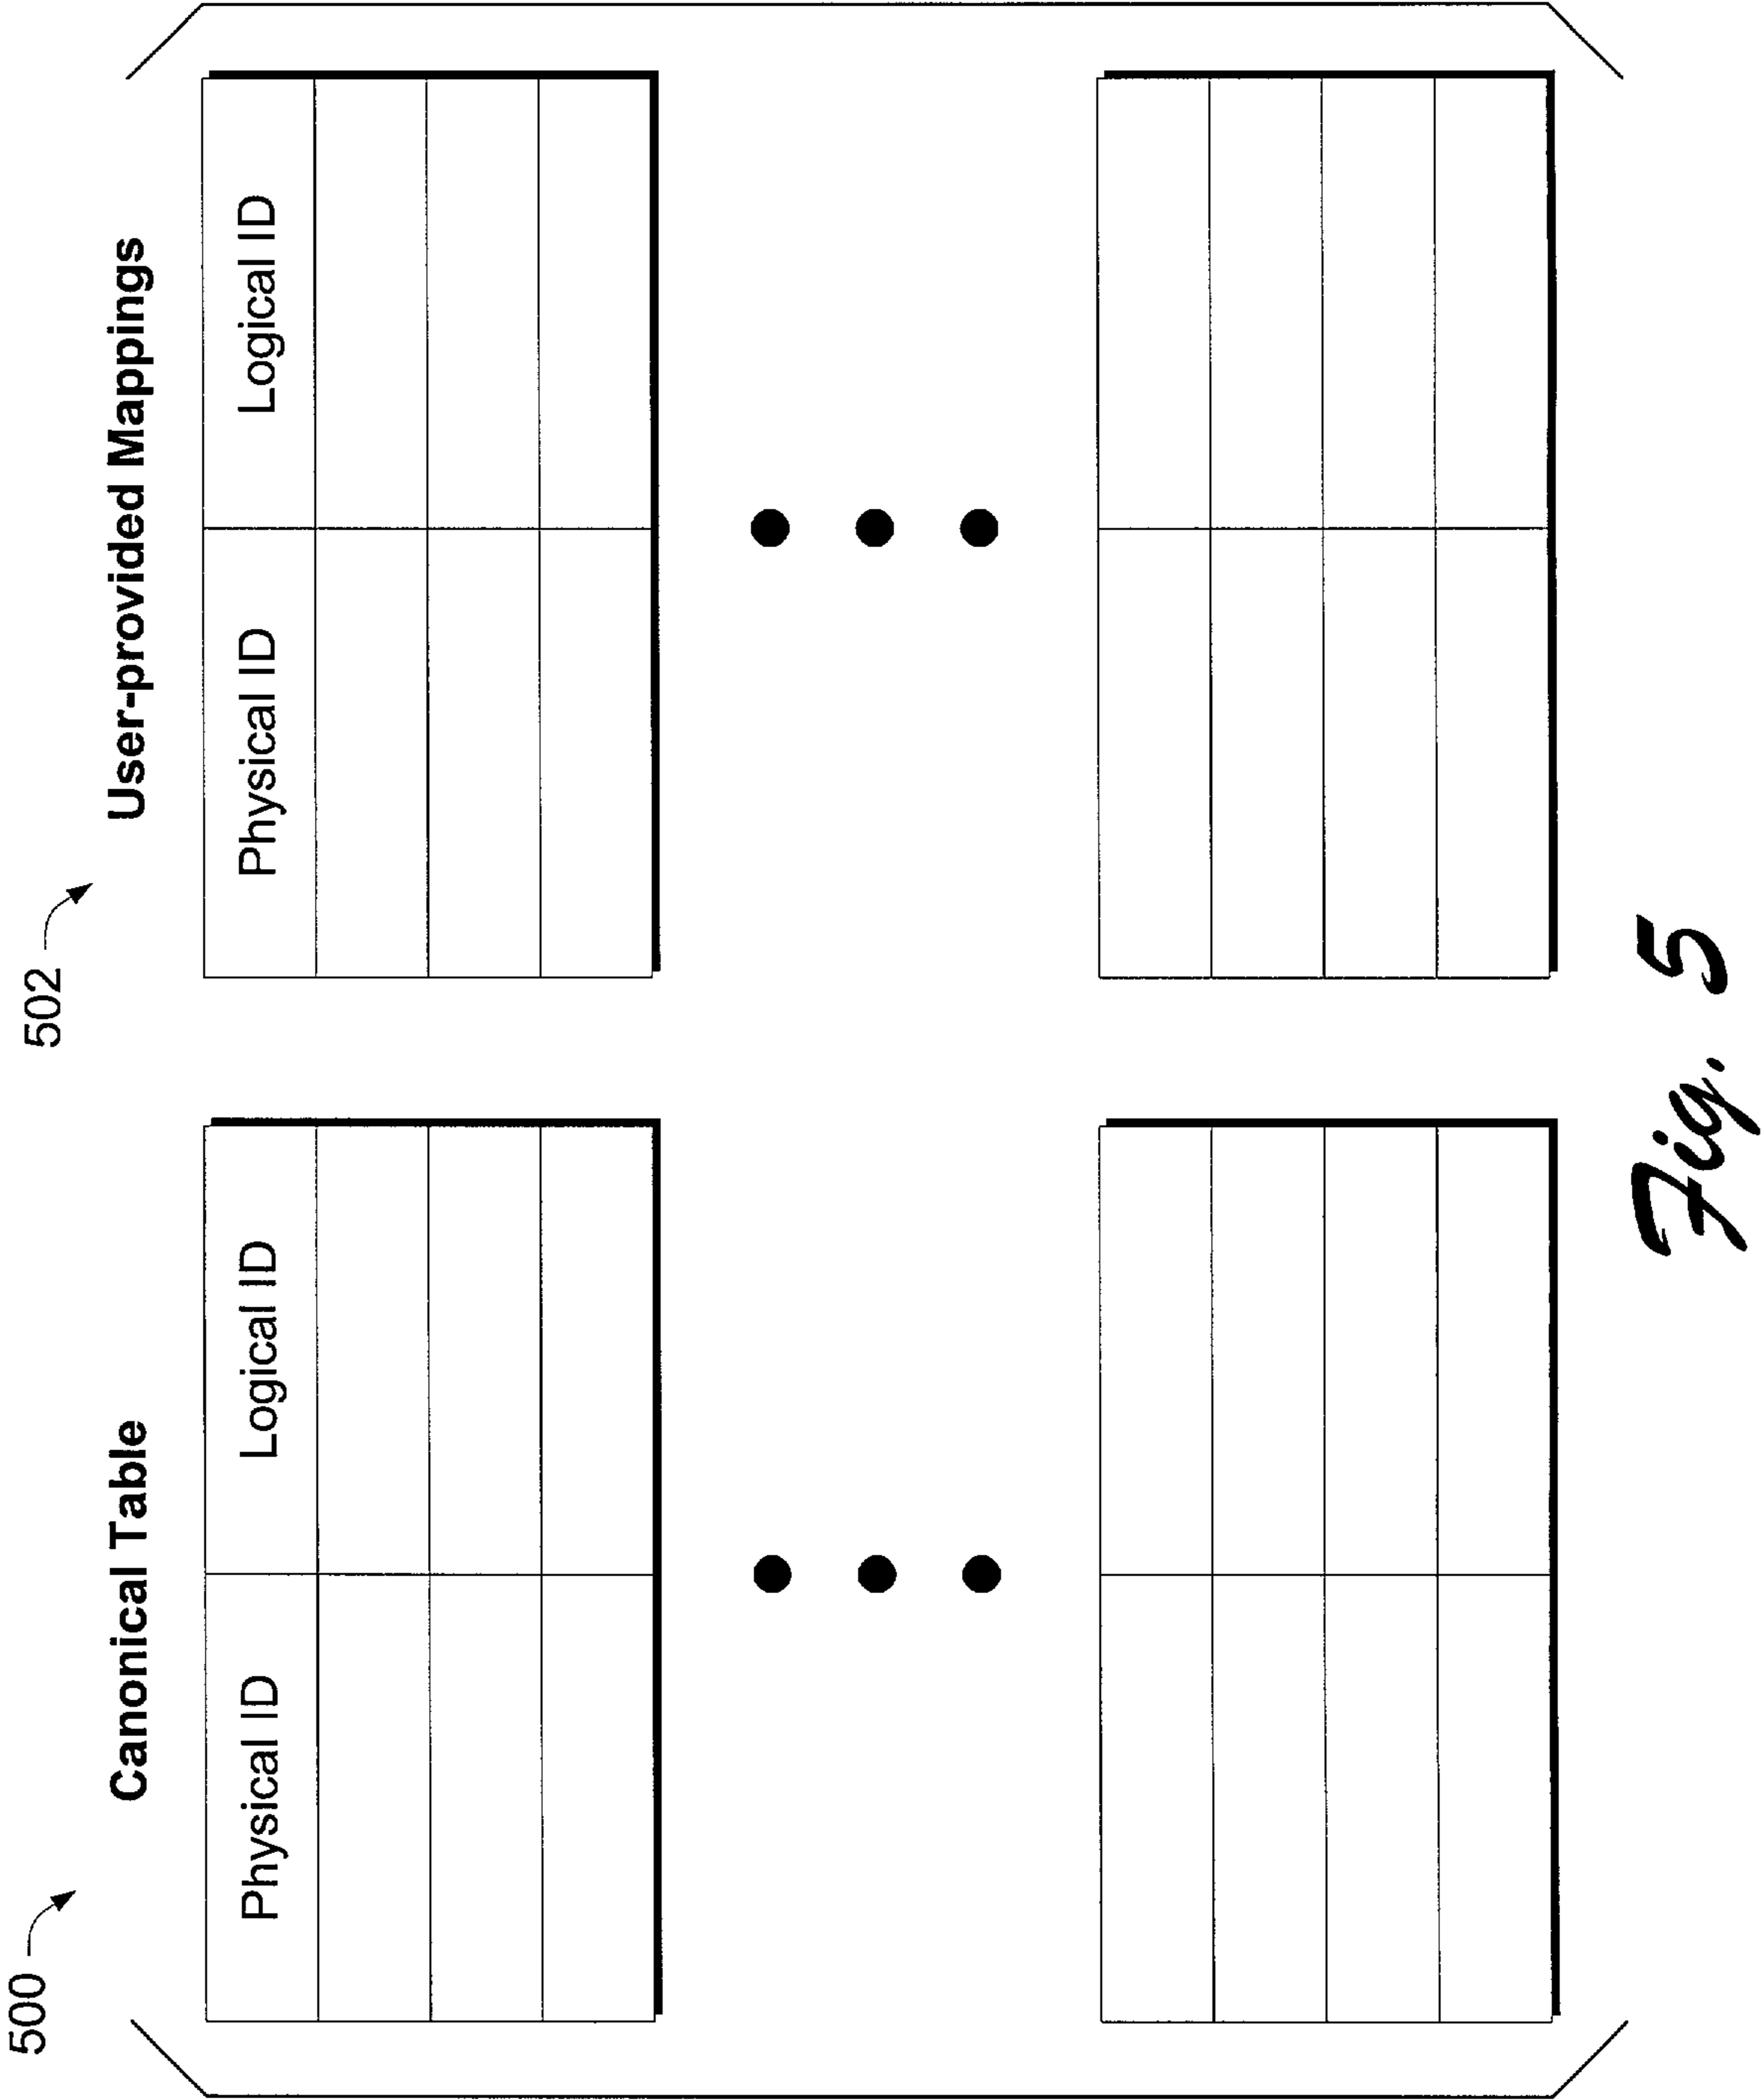 500
Canonical Table
Physical ID
Logical ID
502
User-provided Mappings
Physical ID
Logical ID
Fig. 5